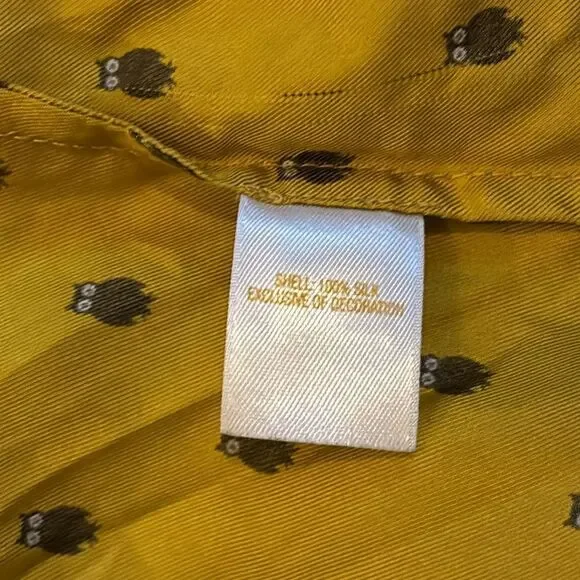 SHELL: 100% SILK
EXCLUSIVE OF DECORATION